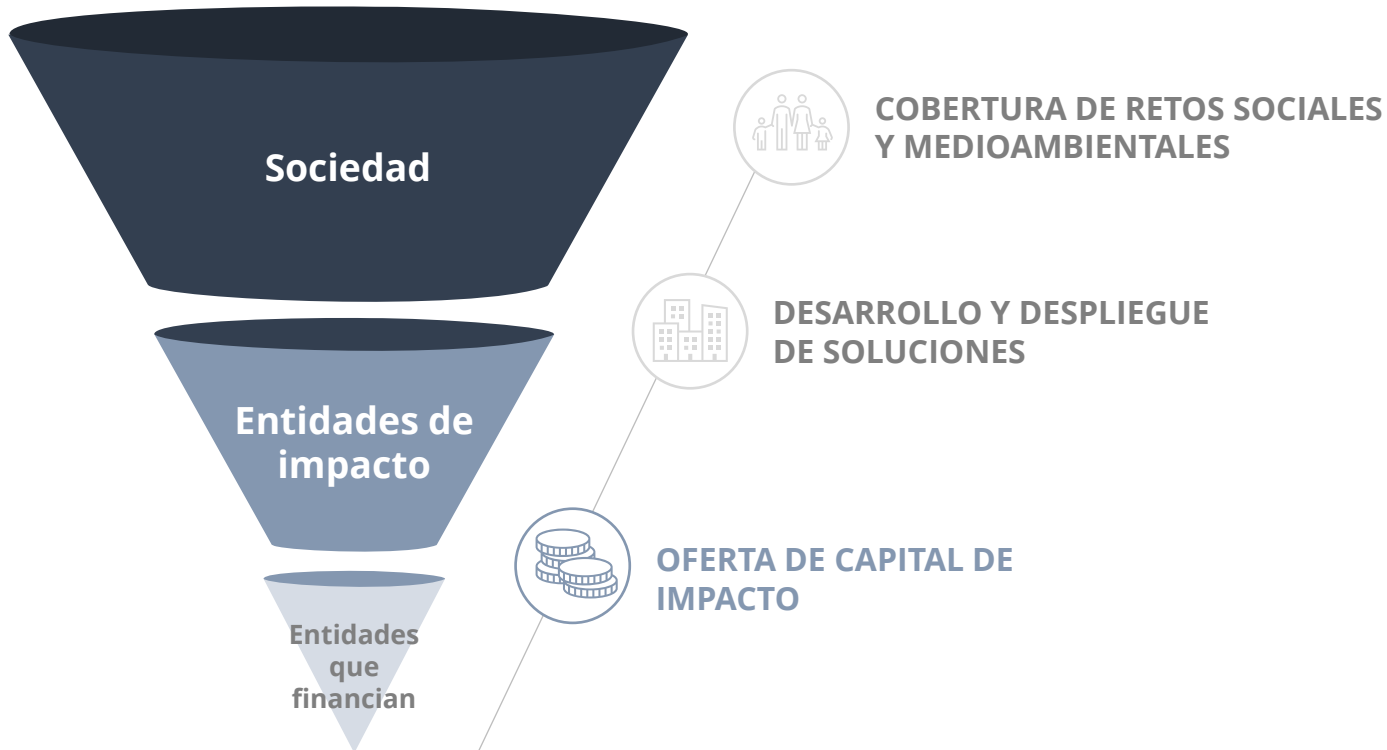 Sociedad
COBERTURA DE RETOS SOCIALES
Y MEDIOAMBIENTALES
Entidades de
impacto
DESARROLLO Y DESPLIEGUE
DE SOLUCIONES
Entidades
que
financian
OFERTA DE CAPITAL DE
IMPACTO